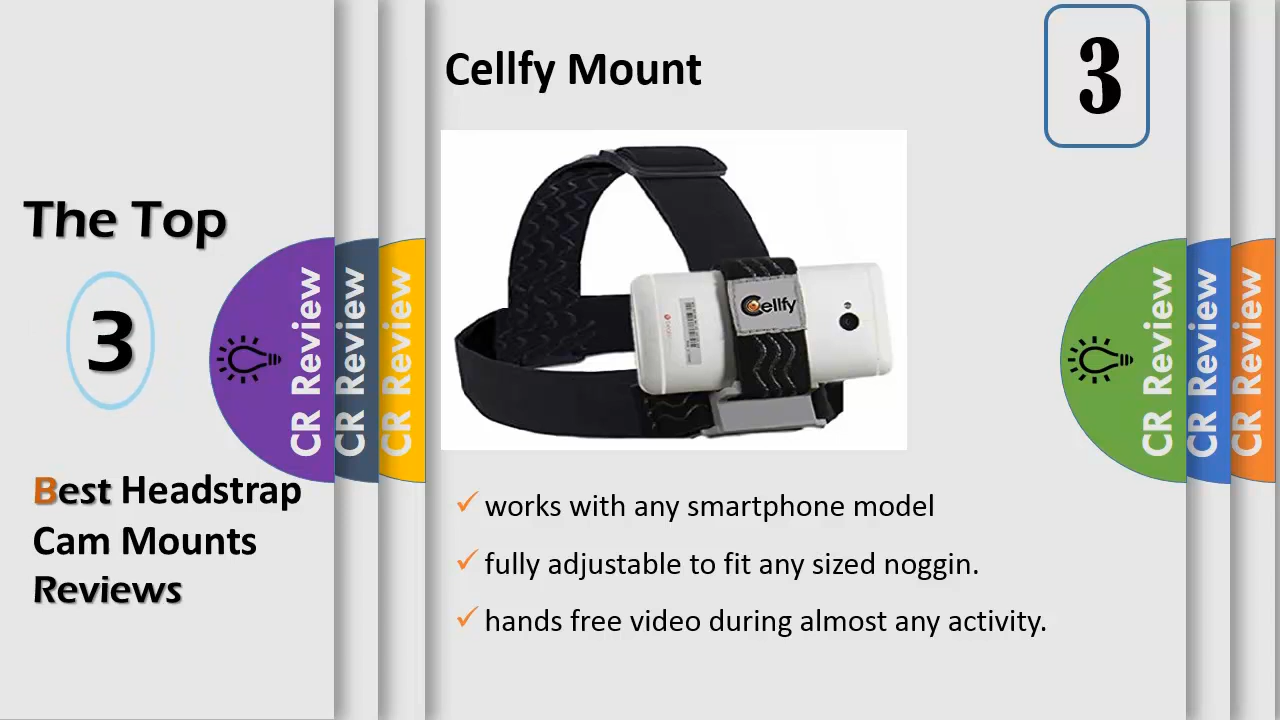 The Top
3
Best Headstrap
Cam Mounts
Reviews
CR Review
CR Review
CR Review
Cellfy Mount
3
Cellfy
works with any smartphone model
fully adjustable to fit any sized noggin.
hands free video during almost any activity.
CR Review
CR Review
CR Review